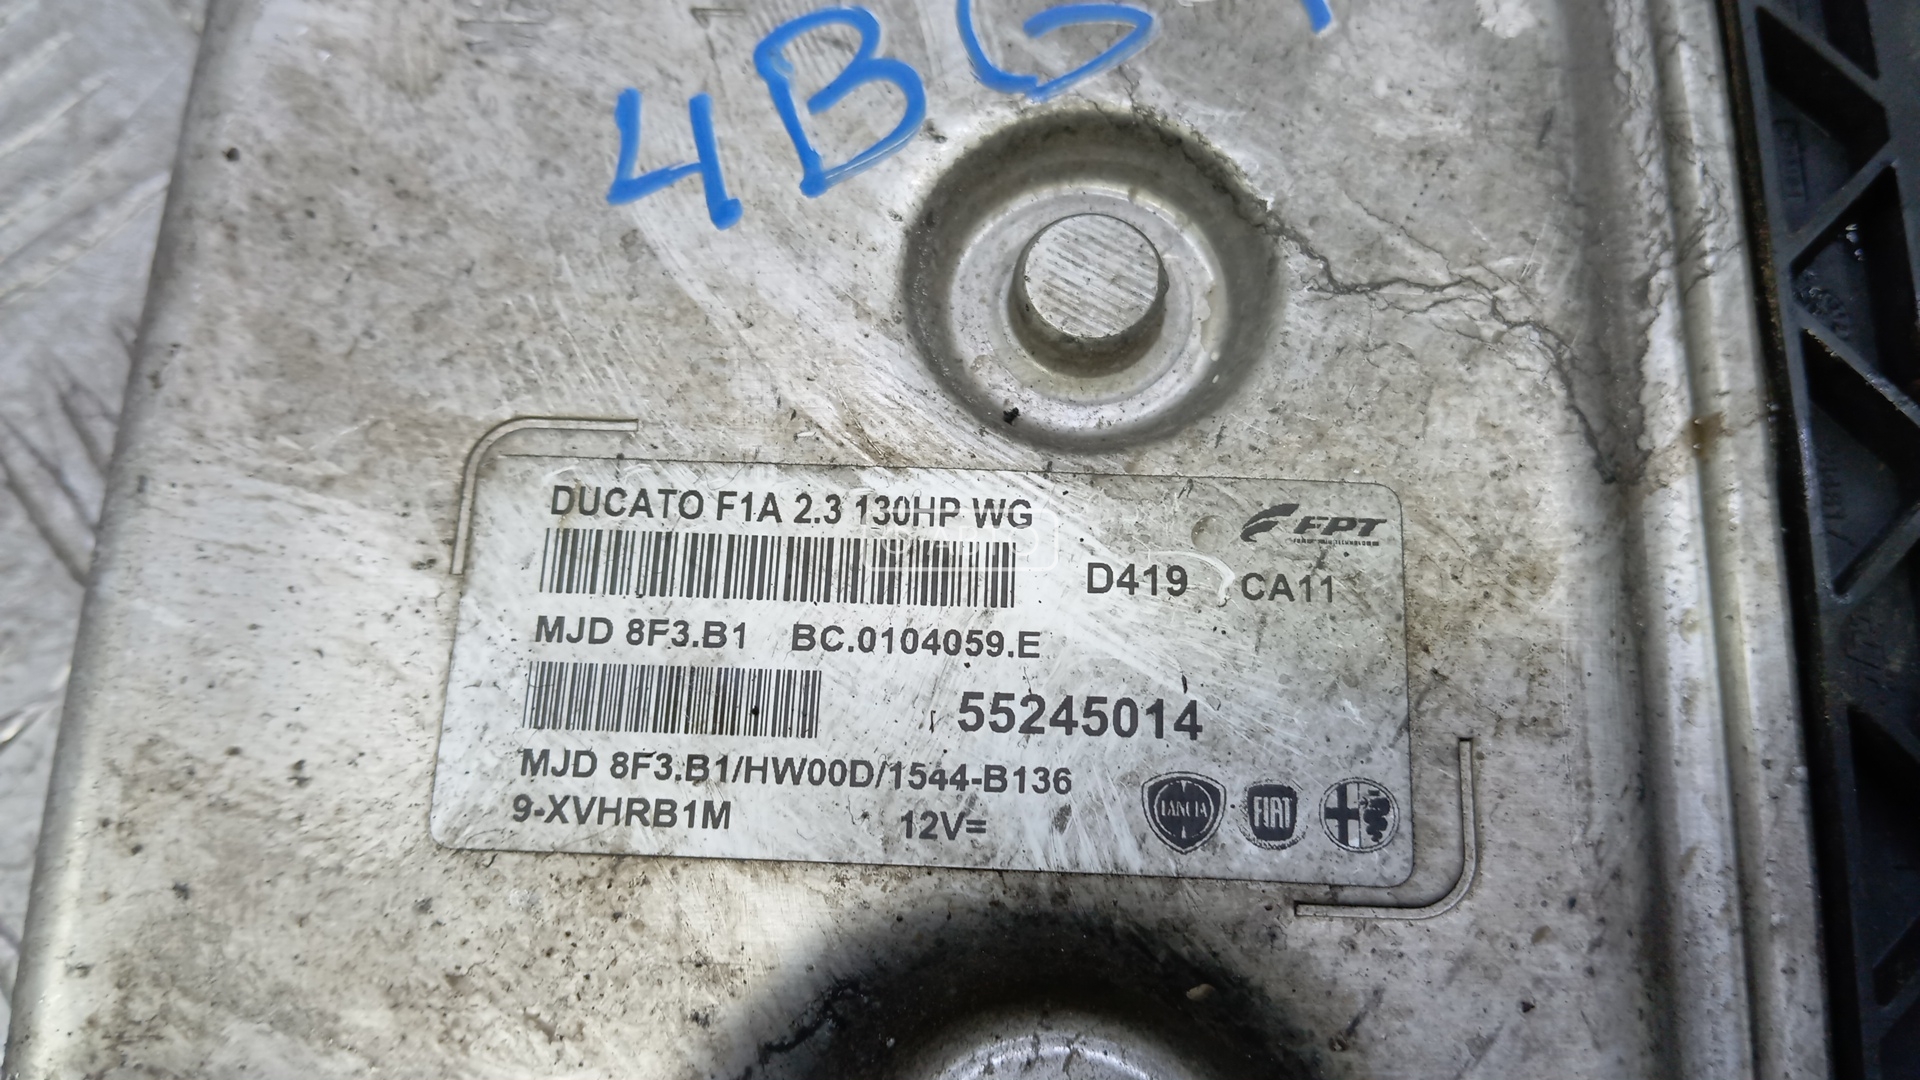 4BG
DUCATO F1A 2.3 130HP WG
FPT
D419 CA11
MJD 8F3.B1 BC.0104059.E
55245014
MJD 8F3.B1/HW00D/1544-B136
9-XVHRB1M 12V=
LANCIA FIAT